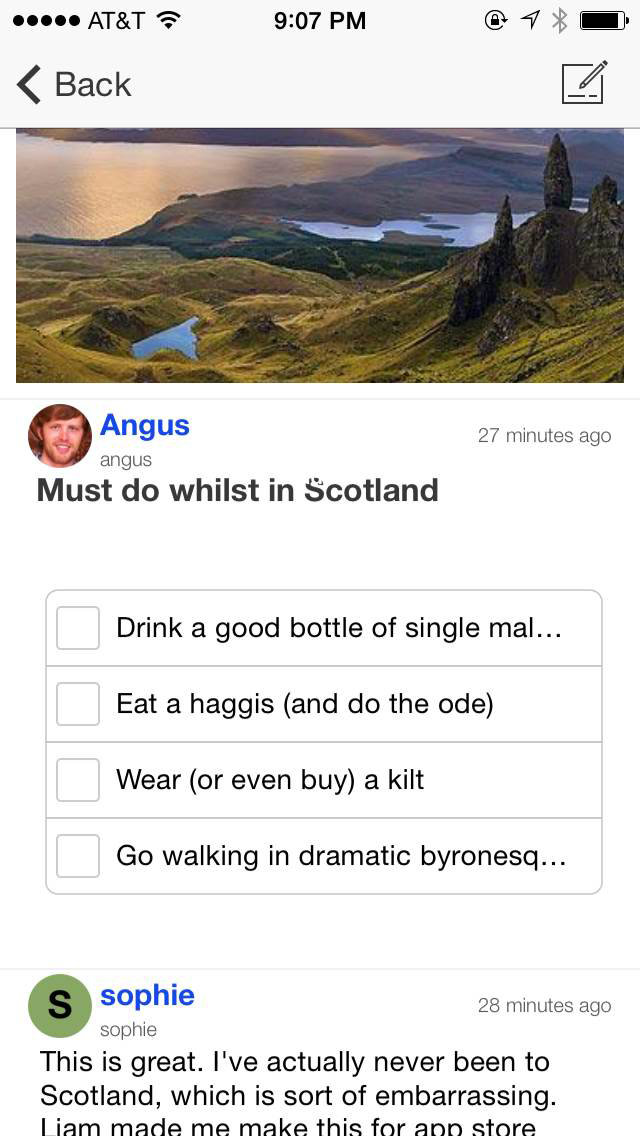 AT&T 9:07 PM
Back
Angus
27 minutes ago
angus
Must do whilst in Scotland
Drink a good bottle of single mal...
Eat a haggis (and do the ode)
Wear (or even buy) a kilt
Go walking in dramatic byronesq...
S
sophie
28 minutes ago
sophie
This is great. I've actually never been to
Scotland, which is sort of embarrassing.
Liam made me make this for app store